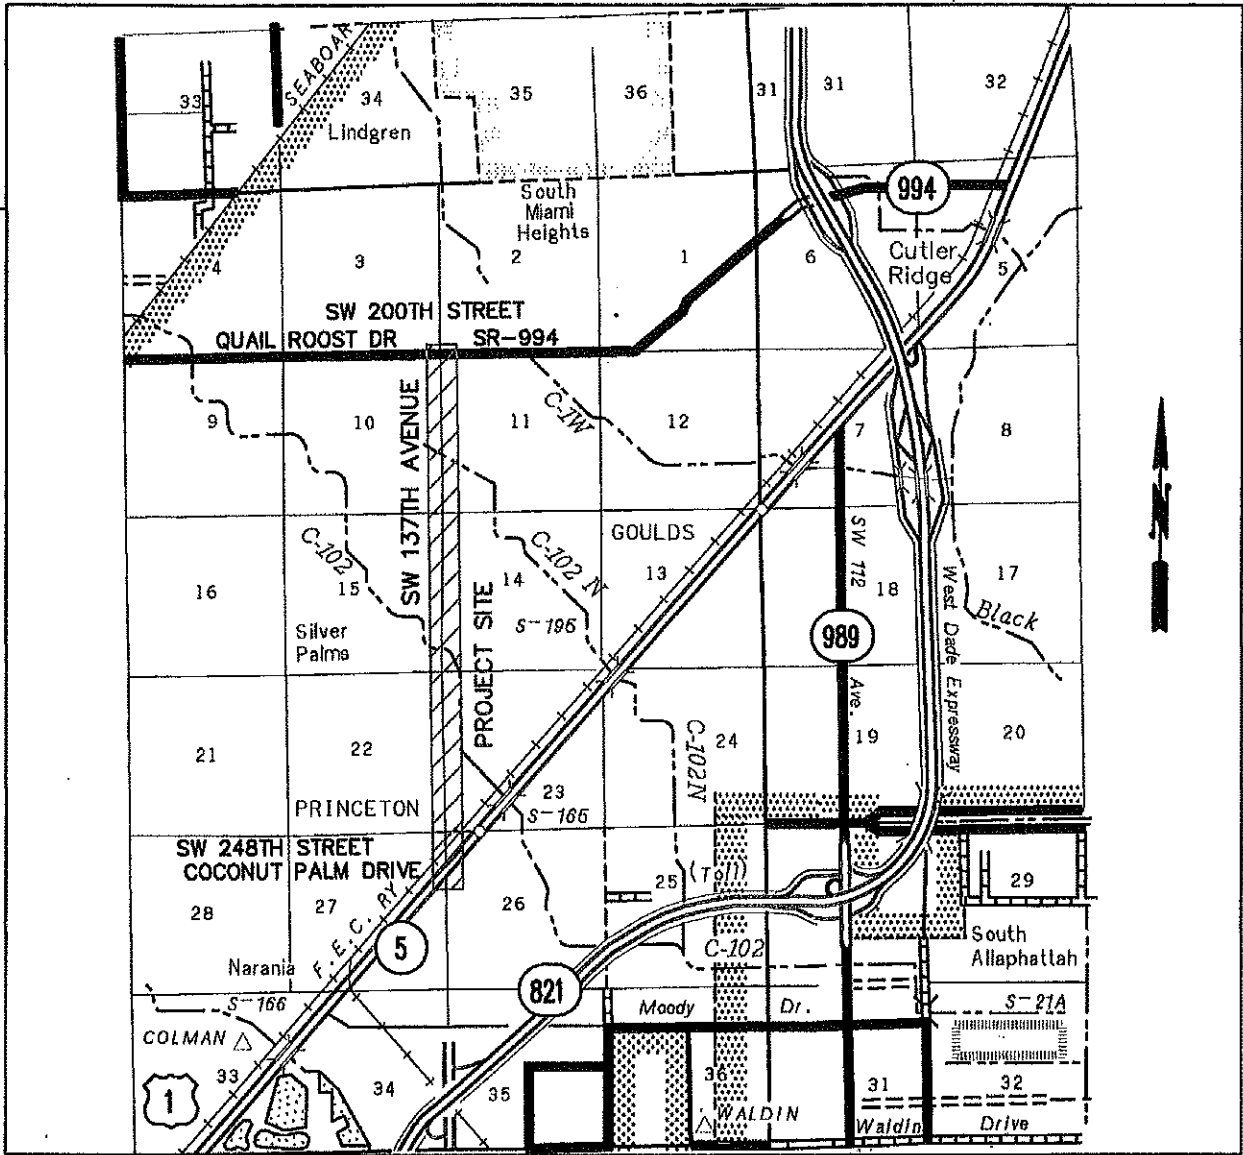 SEABOAR
33
34
35
36
31
31
32
Lindgren
994
South
Miami
Heights
Cutler
Ridge
4
3
2
1
6
5
SW 200TH STREET
QUAIL ROOST DR SR-994
9
10
11
12
7
8
C-1W
SW 137TH AVENUE
C-102
C-102 N
GOULDS
SW 112
Ave.
West Dade Expressway
N
16
15
14
13
18
17
S-196
Black
Silver
Palms
PROJECT SITE
989
21
22
23
24
19
20
C-102N
PRINCETON
S-165
SW 248TH STREET
COCONUT PALM DRIVE
28
27
26
25
(Toll)
29
F.E.C. RY
5
C-102
South
Allaphattah
Narania
S-166
821
Moody Dr.
S-21A
COLMAN
33
34
35
36
31
32
1
WALDIN
Waldin Drive